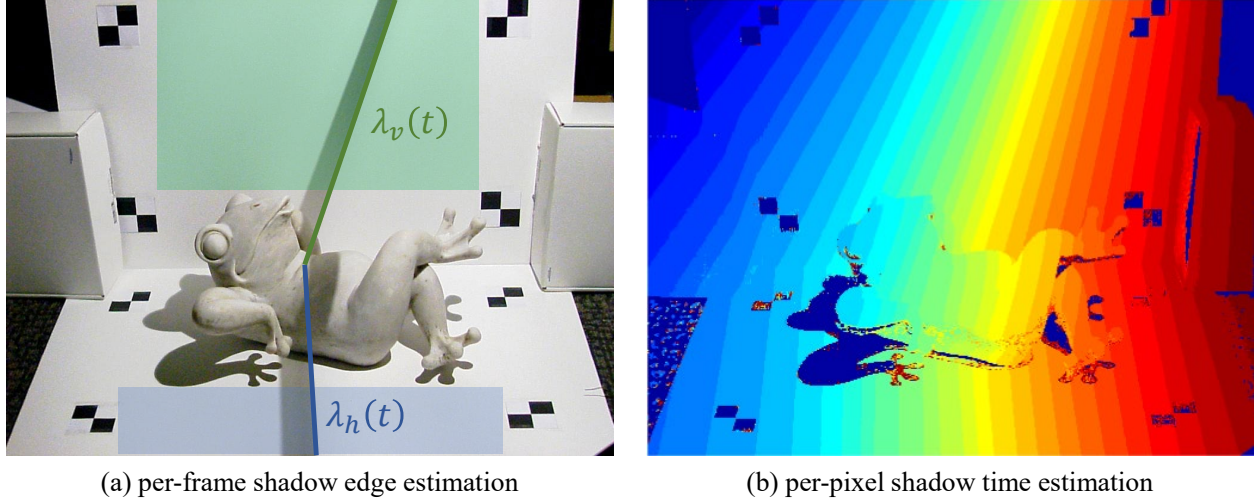 λᵥ(t)
λₕ(t)
(a) per-frame shadow edge estimation
(b) per-pixel shadow time estimation